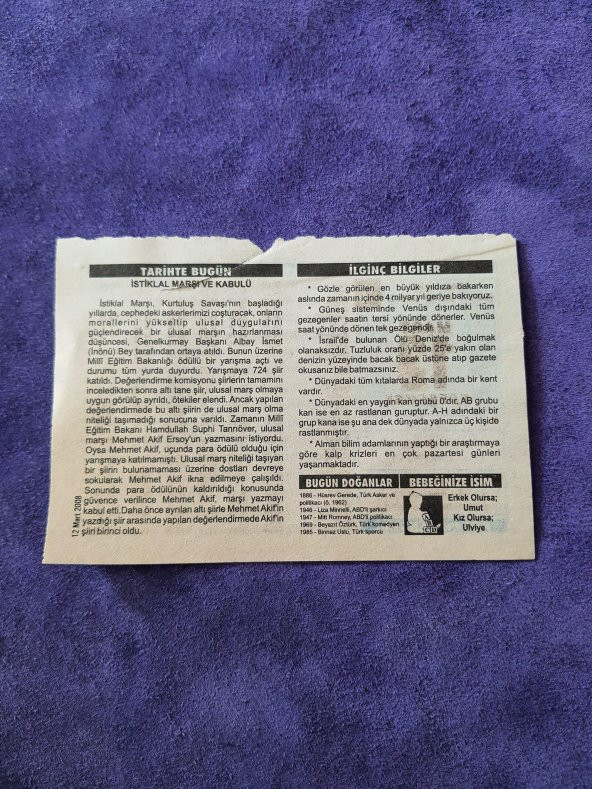 TARİHTE BUGÜN
İSTİKLAL MARŞI VE KABULÜ
İstiklal Marşı, Kurtuluş Savaşı'nın başladığı
yıllarda, cephedeki askerlerimizi coşturacak, onların
morallerini yükseltip ulusal duygularını
güçlendirecek bir ulusal marşın hazırlanması
düşüncesi, Genelkurmay Başkanı Albay İsmet
(İnönü) Bey tarafından ortaya atıldı. Bunun üzerine
Millî Eğitim Bakanlığı ödüllü bir yarışma açtı ve
durumu tüm yurda duyurdu. Yarışmaya 724 şiir
katıldı. Değerlendirme komisyonu şiirlerin tamamını
inceledikten sonra altı tane şiir, ulusal marş olmaya
uygun görülüp ayrıldı, ötekiler elendi. Ancak yapılan
değerlendirmede bu altı şiirin de ulusal marş olma
niteliği taşımadığı sonucuna varıldı. Zamanın Millî
Eğitim Bakanı Hamdullah Suphi Tanrıöver, ulusal
marşı Mehmet Akif Ersoy'un yazmasını istiyordu.
Oysa Mehmet Akif, uçunda para ödülü olduğu için
yarışmaya katılmamıştı. Ulusal marş niteliği taşıyan
bir şiirin bulunamaması üzerine dostları devreye
sokularak Mehmet Akif ikna edilmeye çalışıldı.
Sonunda para ödülünün kaldırıldığı konusunda
güvence verilince Mehmet Akif, marşı yazmayı
kabul etti. Daha önce ayrılan altı şiirle Mehmet Akif'in
yazdığı şiir arasında yapılan değerlendirmede Akif'in
şiiri birinci oldu.
12 Mart 2008
İLGİNÇ BİLGİLER
* Gözle görülen en büyük yıldıza bakarken
aslında zamanın içinde 4 milyar yıl geriye bakıyoruz.
* Güneş sisteminde Venüs dışındaki tüm
gezegenler saatin tersi yönünde dönerler. Venüs
saat yönünde dönen tek gezegendir.
* İsrail'de bulunan Ölü Deniz'de boğulmak
olanaksızdır. Tuzluluk oranı yüzde 25'e yakın olan
denizin yüzeyinde bacak bacak üstüne atıp gazete
okusanız bile batmazsınız.
* Dünyadaki tüm kıtalarda Roma adında bir kent
vardır.
* Dünyadaki en yaygın kan grubu 0'dır. AB grubu
kan ise en az rastlanan guruptur. A-H adındaki bir
grup kana ise şu ana dek dünyada yalnızca üç kişide
rastlanmıştır.
* Alman bilim adamlarının yaptığı bir araştırmaya
göre kalp krizleri en çok pazartesi günleri
yaşanmaktadır.
BUGÜN DOĞANLAR
1886 - Hüsrev Gerede, Türk Asker ve
politikacı (ö. 1962)
1946 - Liza Minnelli, ABD'li şarkıcı
1947 - Mitt Romney, ABD'li politikacı
1969 - Beyazıt Öztürk, Türk komedyen
1985 - Binnaz Uslu, Türk sporcu
BEBEĞİNİZE İSİM
Erkek Olursa;
Umut
Kız Olursa;
Ulviye